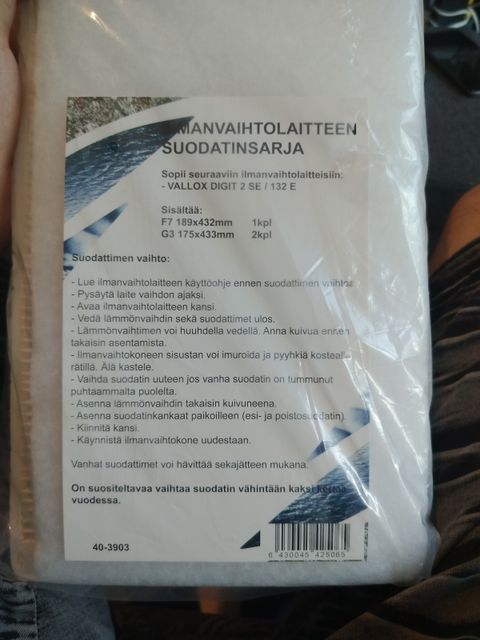 ILMANVAIHTOLAITTEEN
SUODATINSARJA
Sopii seuraaviin ilmanvaihtolaitteisiin:
- VALLOX DIGIT 2 SE / 132 E
Sisältää:
F7 189x432mm 1kpl
G3 175x433mm 2kpl
Suodattimen vaihto:
- Lue ilmanvaihtolaitteen käyttöohje ennen suodattimen vaihtoa.
- Pysäytä laite vaihdon ajaksi.
- Avaa ilmanvaihtolaitteen kansi.
- Vedä lämmönvaihdin sekä suodattimet ulos.
- Lämmönvaihtimen voi huuhdella vedellä. Anna kuivua ennen
takaisin asentamista.
- Ilmanvaihtokoneen sisustan voi imuroida ja pyyhkiä kostealla
rätillä. Älä kastele.
- Vaihda suodatin uuteen jos vanha suodatin on tummunut
puhtaammalta puolelta.
- Asenna lämmönvaihdin takaisin kuivuneena.
- Asenna suodatinkankaat paikoilleen (esi- ja poistosuodatin).
- Kiinnitä kansi.
- Käynnistä ilmanvaihtokone uudestaan.
Vanhat suodattimet voi hävittää sekajätteen mukana.
On suositeltavaa vaihtaa suodatin vähintään kaksi kertaa
vuodessa.
40-3903
6 430045 425065